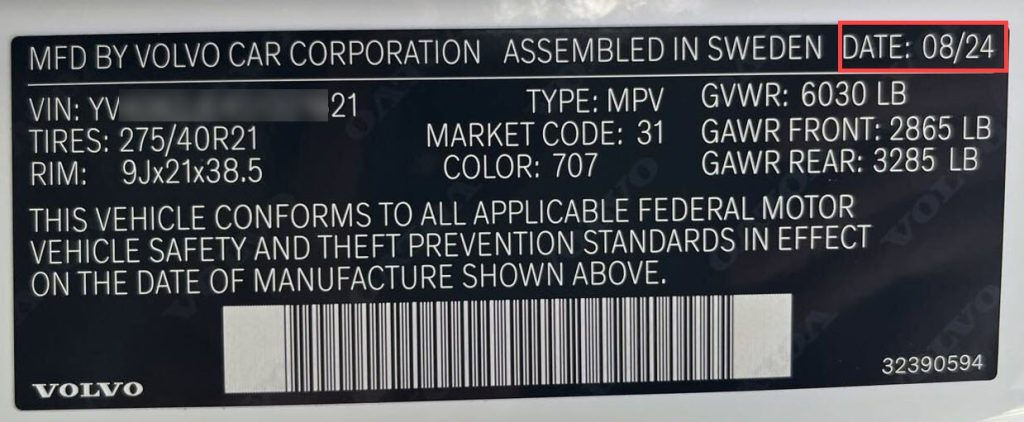 MFD BY VOLVO CAR CORPORATION ASSEMBLED IN SWEDEN DATE: 08/24
VIN: YV 21 TYPE: MPV GVWR: 6030 LB
TIRES: 275/40R21 MARKET CODE: 31 GAWR FRONT: 2865 LB
RIM: 9Jx21x38.5 COLOR: 707 GAWR REAR: 3285 LB
THIS VEHICLE CONFORMS TO ALL APPLICABLE FEDERAL MOTOR
VEHICLE SAFETY AND THEFT PREVENTION STANDARDS IN EFFECT
ON THE DATE OF MANUFACTURE SHOWN ABOVE.
32390594
VOLVO